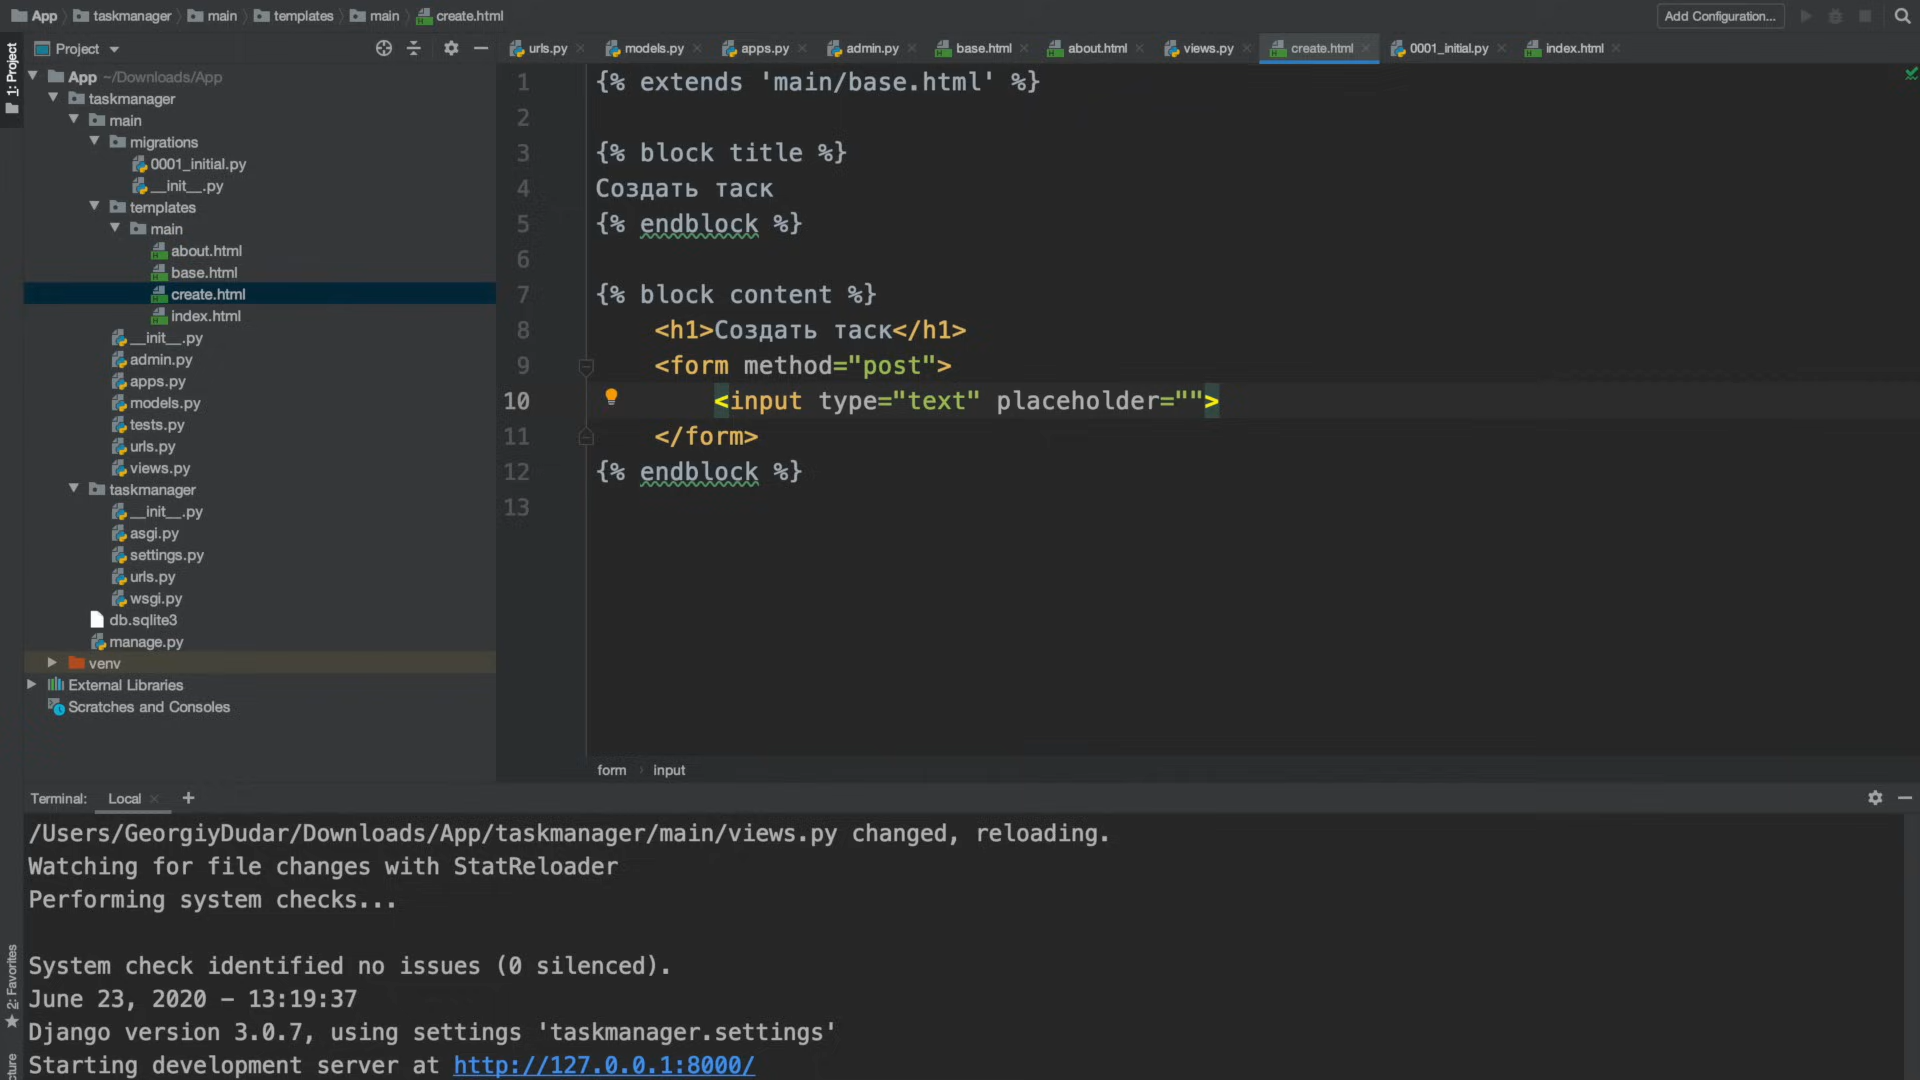 App taskmanager main templates main create.html Add Configuration...
Project
urls.py models.py apps.py admin.py base.html about.html views.py create.html 0001_initial.py index.html
1: Project
App ~/Downloads/App
taskmanager
main
migrations
0001_initial.py
__init__.py
templates
main
about.html
base.html
create.html
index.html
__init__.py
admin.py
apps.py
models.py
tests.py
urls.py
views.py
taskmanager
__init__.py
asgi.py
settings.py
urls.py
wsgi.py
db.sqlite3
manage.py
venv
External Libraries
Scratches and Consoles
1 {% extends 'main/base.html' %}
2
3 {% block title %}
4 Создать таск
5 {% endblock %}
6
7 {% block content %}
8 <h1>Создать таск</h1>
9 <form method="post">
10 <input type="text" placeholder="">
11 </form>
12 {% endblock %}
13
form input
Terminal: Local +
/Users/GeorgiyDudar/Downloads/App/taskmanager/main/views.py changed, reloading.
Watching for file changes with StatReloader
Performing system checks...
System check identified no issues (0 silenced).
June 23, 2020 – 13:19:37
Django version 3.0.7, using settings 'taskmanager.settings'
Starting development server at http://127.0.0.1:8000/
2: Favorites